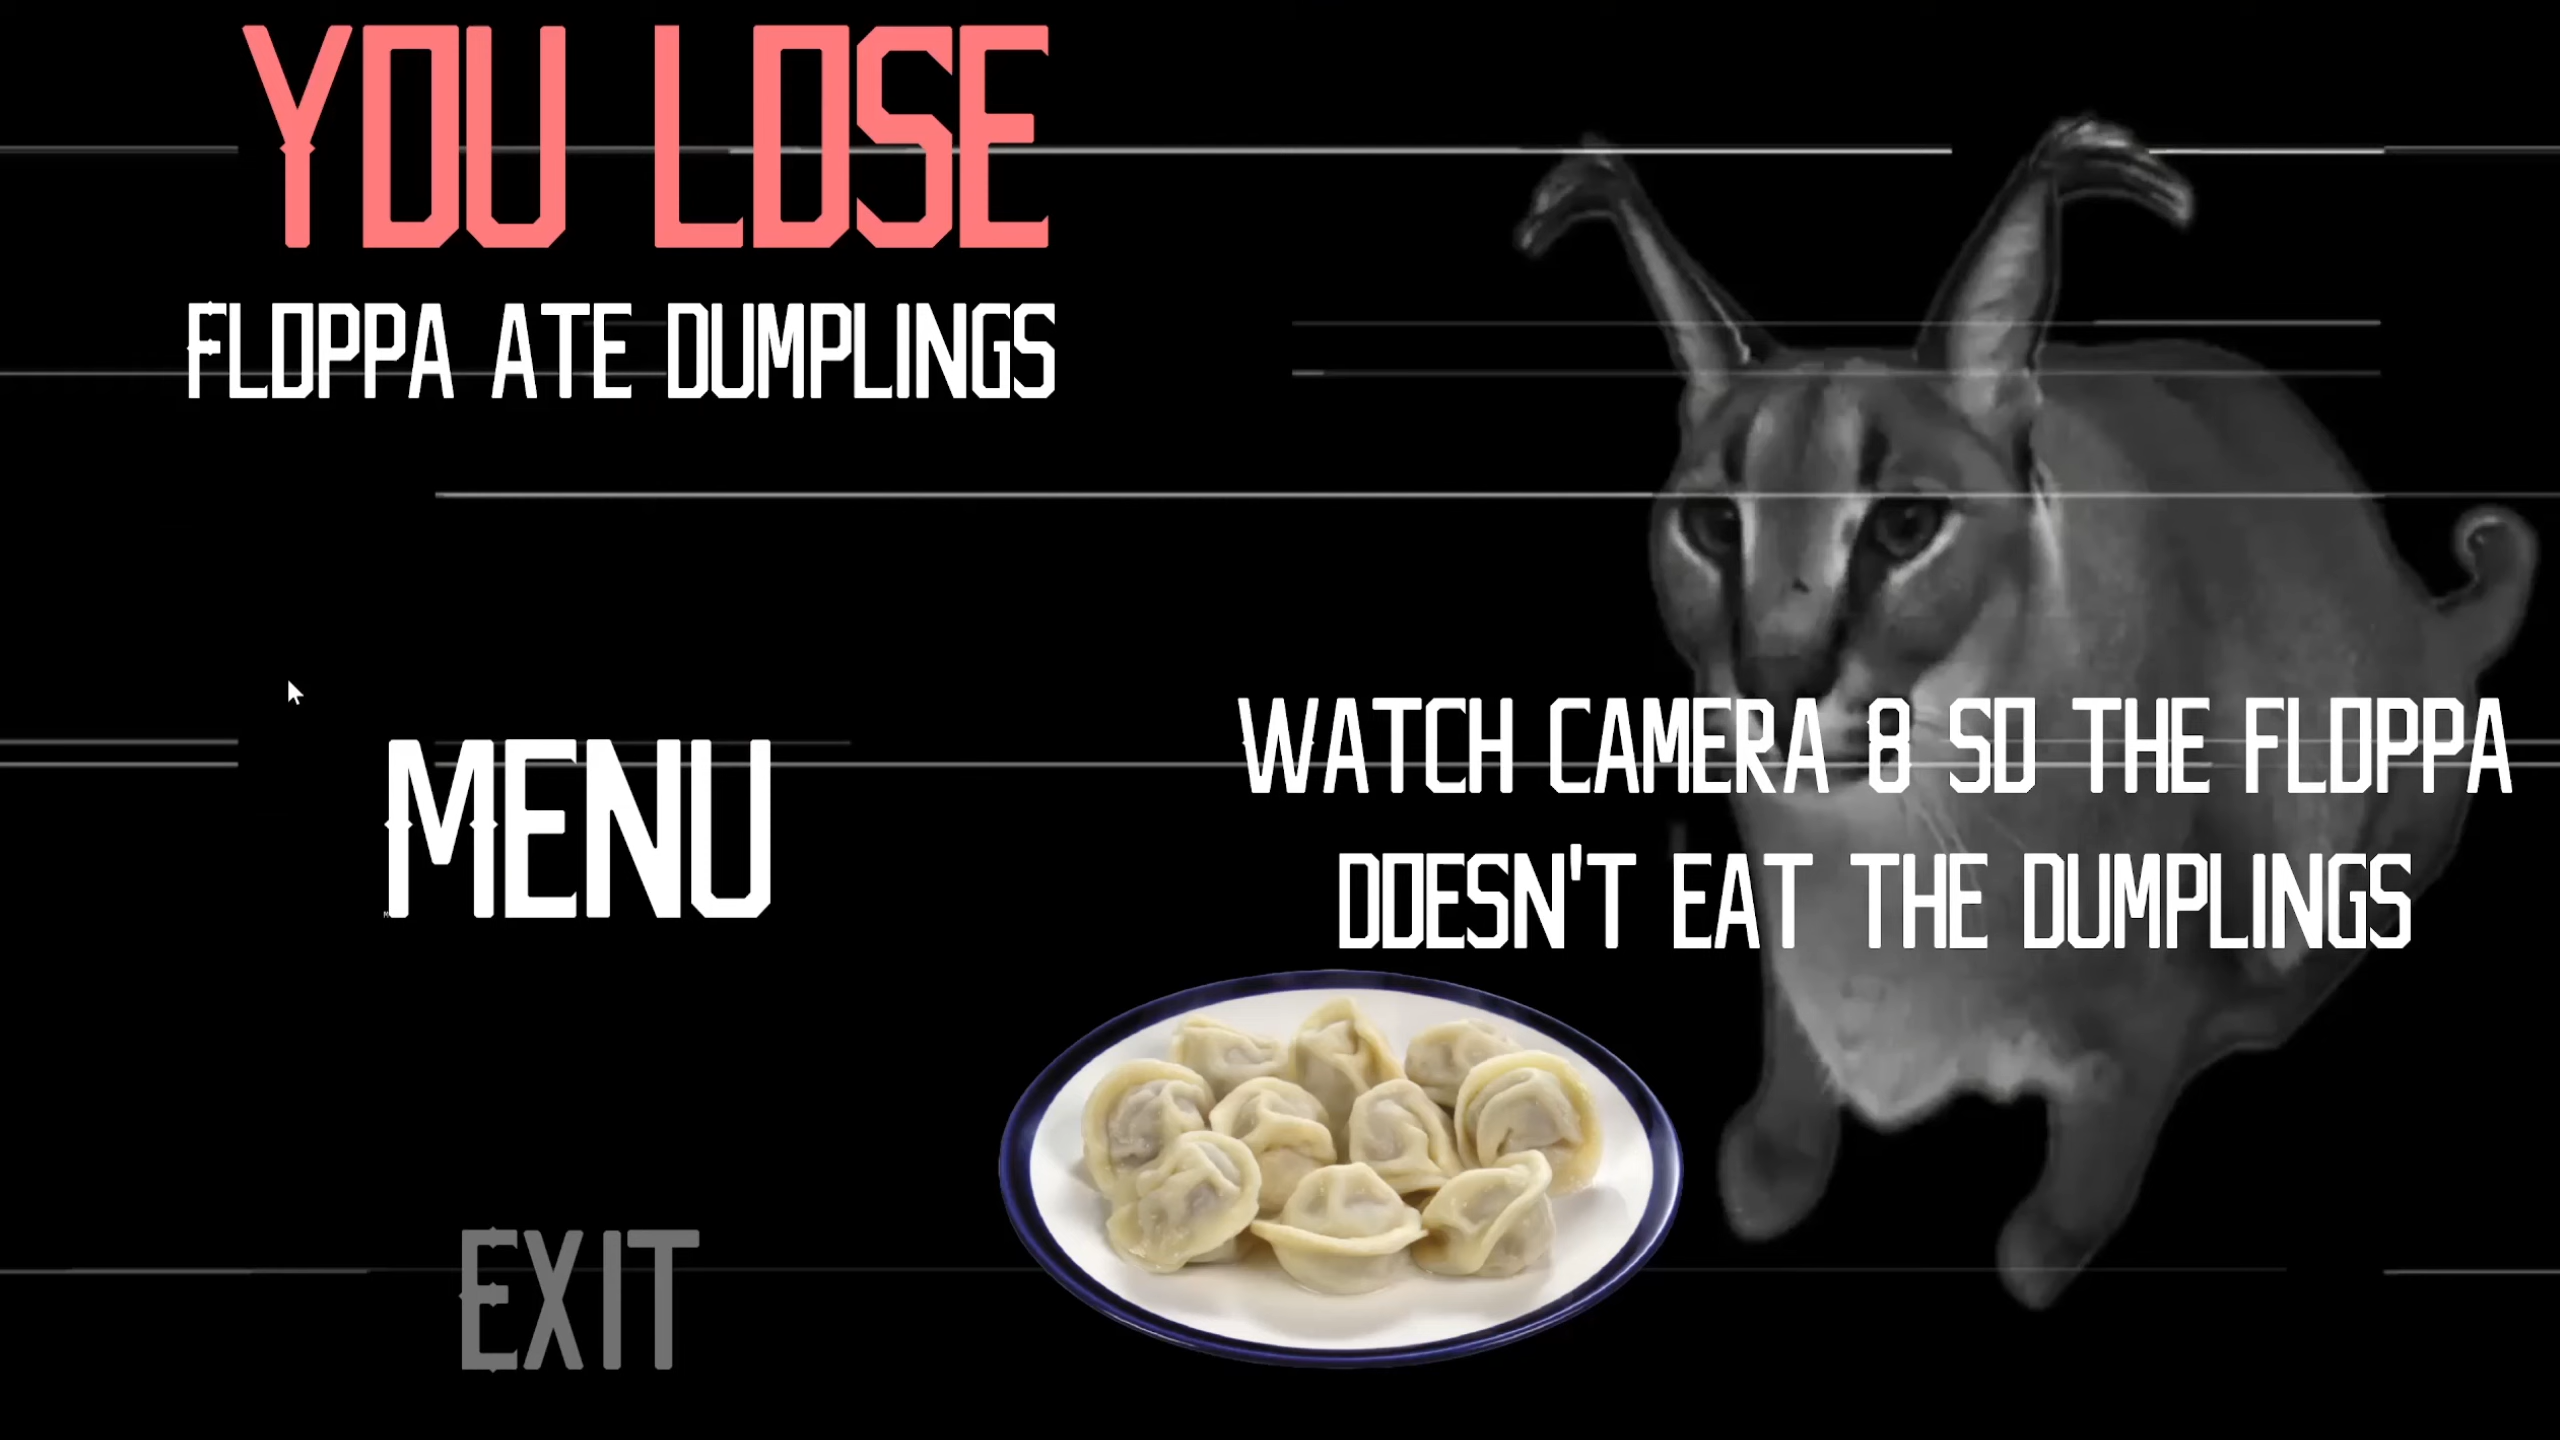 YOU LOSE
FLOPPA ATE DUMPLINGS
WATCH CAMERA 8 SO THE FLOPPA
DOESN'T EAT THE DUMPLINGS
MENU
EXIT